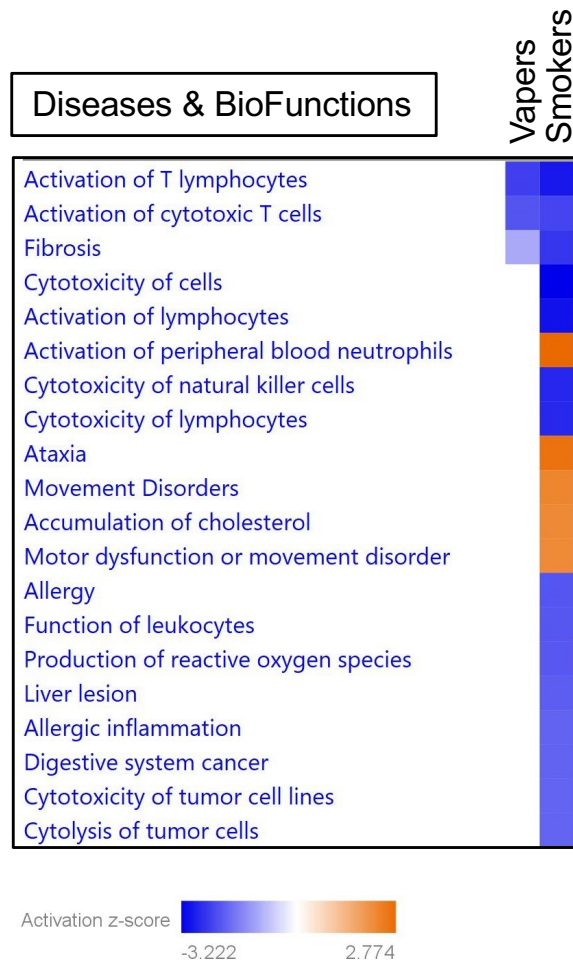 Vapers
Smokers
Diseases & BioFunctions
Activation of T lymphocytes
Activation of cytotoxic T cells
Fibrosis
Cytotoxicity of cells
Activation of lymphocytes
Activation of peripheral blood neutrophils
Cytotoxicity of natural killer cells
Cytotoxicity of lymphocytes
Ataxia
Movement Disorders
Accumulation of cholesterol
Motor dysfunction or movement disorder
Allergy
Function of leukocytes
Production of reactive oxygen species
Liver lesion
Allergic inflammation
Digestive system cancer
Cytotoxicity of tumor cell lines
Cytolysis of tumor cells
Activation z-score
-3.222 2.774